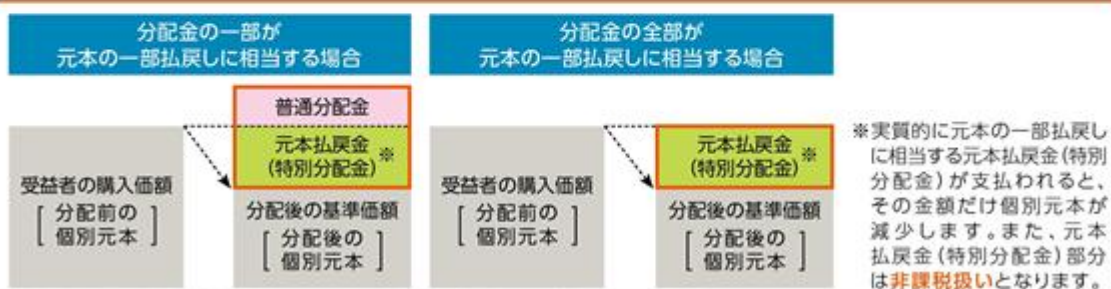 分配金の一部が
元本の一部払戻しに相当する場合
普通分配金
元本払戻金
(特別分配金) ※
受益者の購入価額
[ 分配前の
個別元本 ]
分配後の基準価額
[ 分配後の
個別元本 ]
分配金の全部が
元本の一部払戻しに相当する場合
元本払戻金
(特別分配金) ※
受益者の購入価額
[ 分配前の
個別元本 ]
分配後の基準価額
[ 分配後の
個別元本 ]
※実質的に元本の一部払戻し
に相当する元本払戻金(特別
分配金)が支払われると、
その金額だけ個別元本が
減少します。また、元本
払戻金(特別分配金)部分
は非課税扱いとなります。